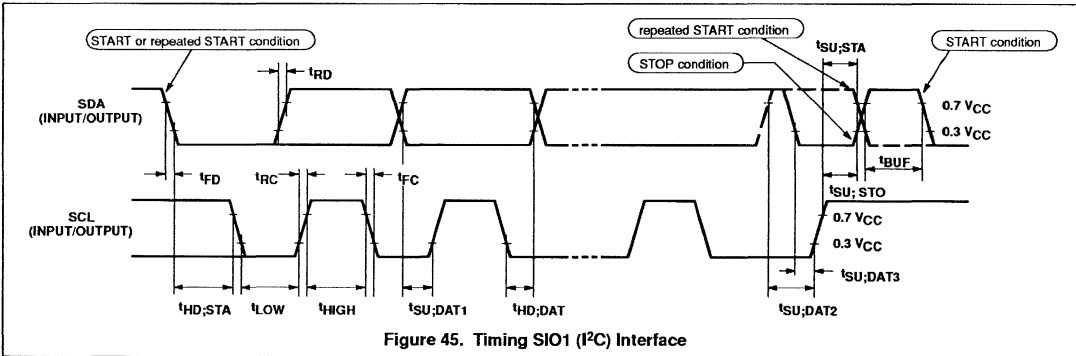 START or repeated START condition
repeated START condition
tSU;STA
START condition
STOP condition
tRD
SDA
(INPUT/OUTPUT)
0.7 VCC
0.3 VCC
tFD
tRC
tFC
tBUF
tSU; STO
SCL
(INPUT/OUTPUT)
0.7 VCC
0.3 VCC
tSU;DAT3
tHD;STA
tLOW
tHIGH
tSU;DAT1
tHD;DAT
tSU;DAT2
Figure 45. Timing SIO1 (I²C) Interface